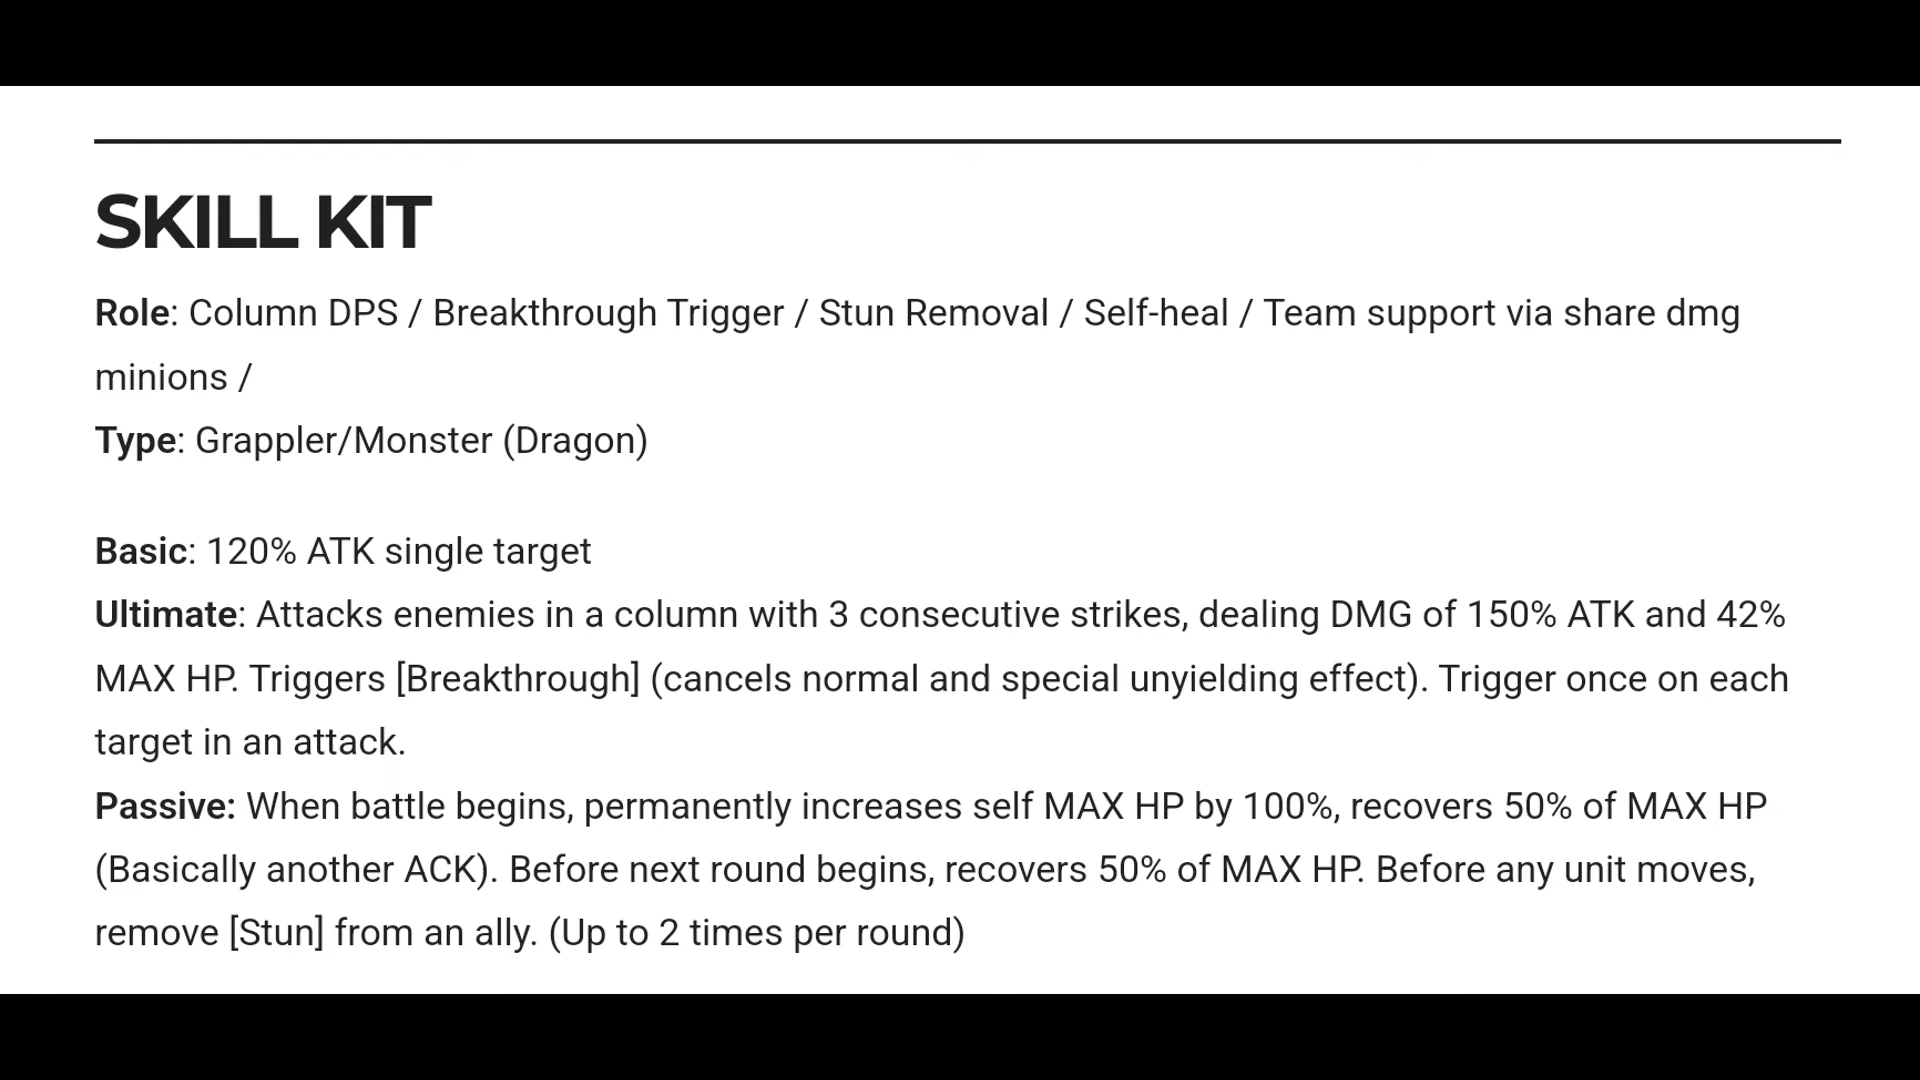 SKILL KIT
Role: Column DPS / Breakthrough Trigger / Stun Removal / Self-heal / Team support via share dmg
minions /
Type: Grappler/Monster (Dragon)
Basic: 120% ATK single target
Ultimate: Attacks enemies in a column with 3 consecutive strikes, dealing DMG of 150% ATK and 42%
MAX HP. Triggers [Breakthrough] (cancels normal and special unyielding effect). Trigger once on each
target in an attack.
Passive: When battle begins, permanently increases self MAX HP by 100%, recovers 50% of MAX HP
(Basically another ACK). Before next round begins, recovers 50% of MAX HP. Before any unit moves,
remove [Stun] from an ally. (Up to 2 times per round)